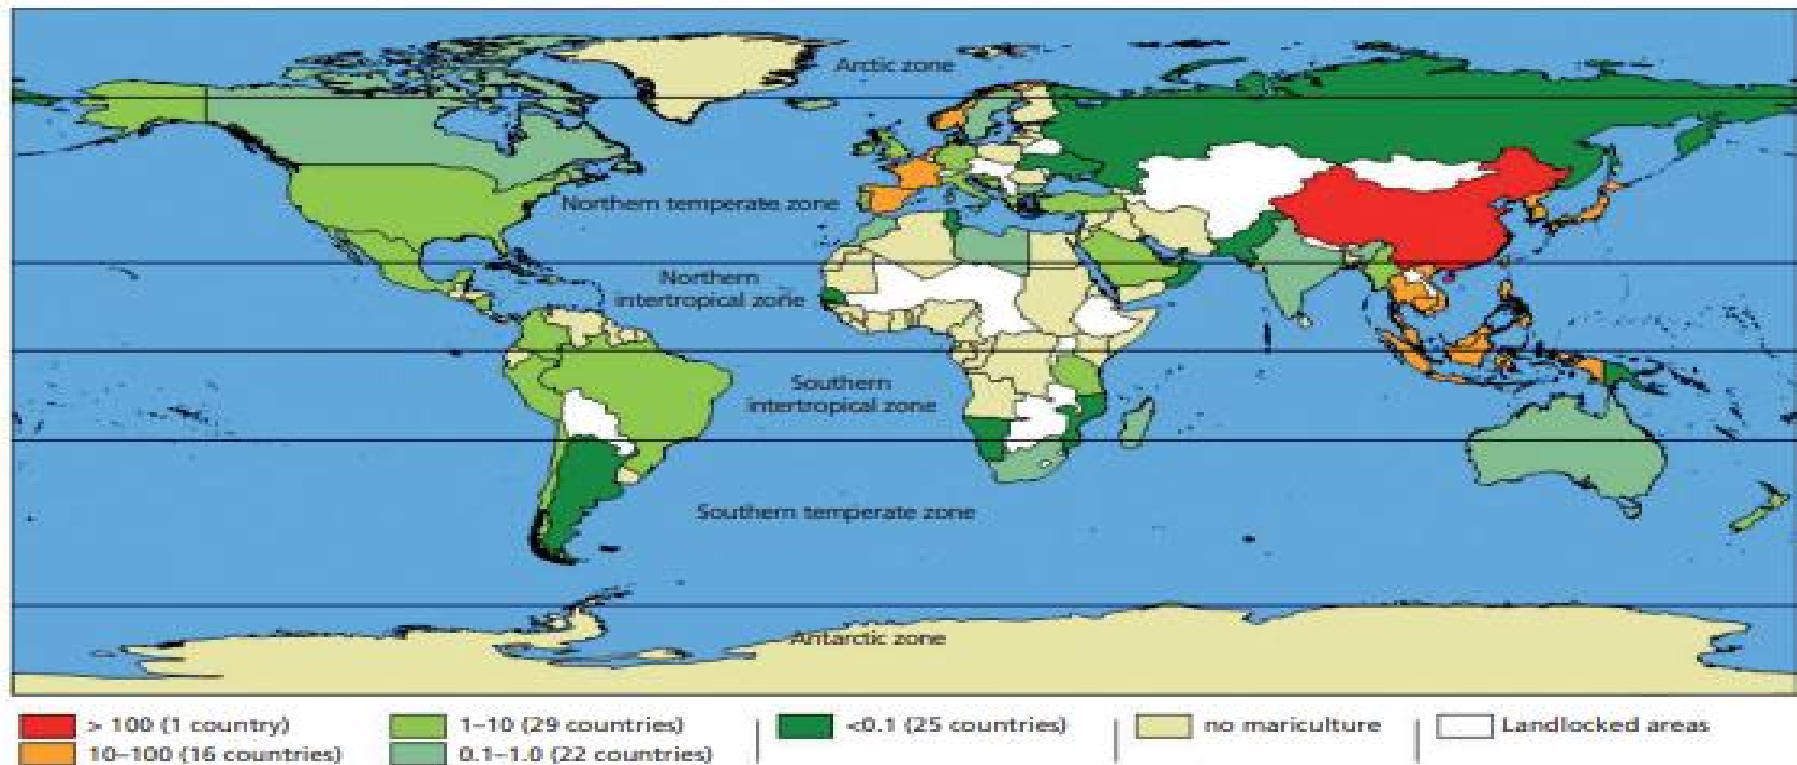 Arctic zone
Northern temperate zone
Northern
intertropical zone
Southern
intertropical zone
Southern temperate zone
Antarctic zone
> 100 (1 country)
10–100 (16 countries)
1–10 (29 countries)
0.1–1.0 (22 countries)
<0.1 (25 countries)
no mariculture
Landlocked areas